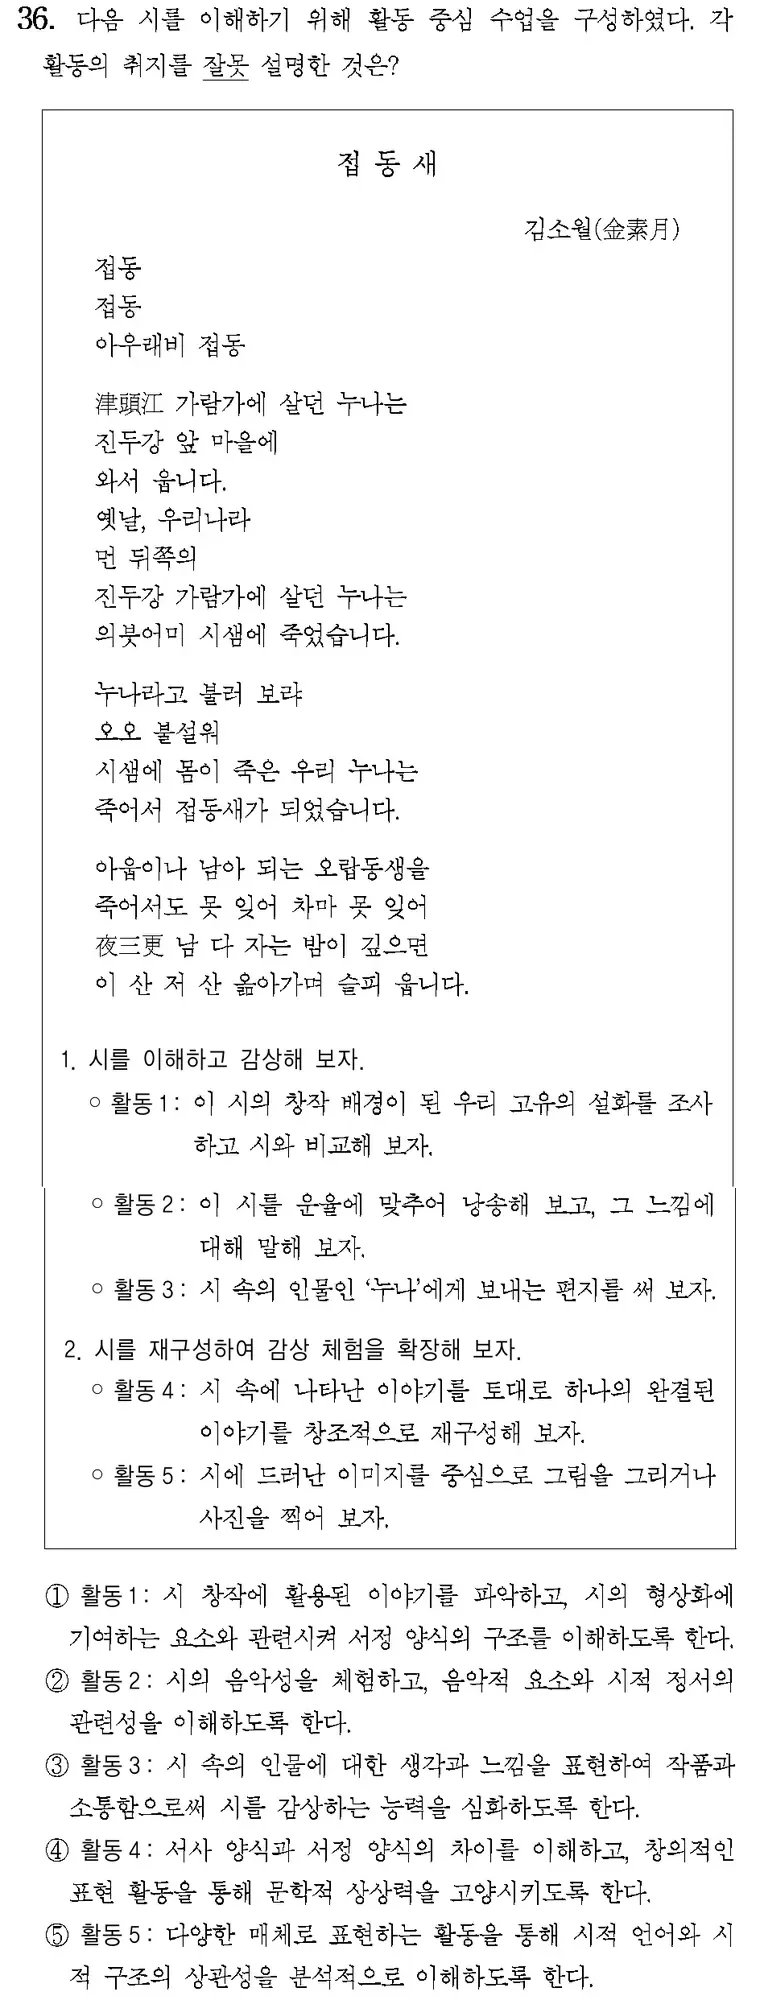 36. 다음 시를 이해하기 위해 활동 중심 수업을 구성하였다. 각
활동의 취지를 잘못 설명한 것은?
접 동 새
김소월(金素月)
접동
접동
아우래비 접동
津頭江 가람가에 살던 누나는
진두강 앞 마을에
와서 웁니다.
옛날, 우리나라
먼 뒤쪽의
진두강 가람가에 살던 누나는
의붓어미 시샘에 죽었습니다.
누나라고 불러 보랴
오오 불설워
시샘에 몸이 죽은 우리 누나는
죽어서 접동새가 되었습니다.
아웁이나 남아 되는 오랍동생을
죽어서도 못 잊어 차마 못 잊어
夜三更 남 다 자는 밤이 깊으면
이 산 저 산 옮아가며 슬피 웁니다.
1. 시를 이해하고 감상해 보자.
○ 활동 1 : 이 시의 창작 배경이 된 우리 고유의 설화를 조사
하고 시와 비교해 보자.
○ 활동 2 : 이 시를 운율에 맞추어 낭송해 보고, 그 느낌에
대해 말해 보자.
○ 활동 3 : 시 속의 인물인 ‘누나’에게 보내는 편지를 써 보자.
2. 시를 재구성하여 감상 체험을 확장해 보자.
○ 활동 4 : 시 속에 나타난 이야기를 토대로 하나의 완결된
이야기를 창조적으로 재구성해 보자.
○ 활동 5 : 시에 드러난 이미지를 중심으로 그림을 그리거나
사진을 찍어 보자.
① 활동 1 : 시 창작에 활용된 이야기를 파악하고, 시의 형상화에
기여하는 요소와 관련시켜 서정 양식의 구조를 이해하도록 한다.
② 활동 2 : 시의 음악성을 체험하고, 음악적 요소와 시적 정서의
관련성을 이해하도록 한다.
③ 활동 3 : 시 속의 인물에 대한 생각과 느낌을 표현하여 작품과
소통함으로써 시를 감상하는 능력을 심화하도록 한다.
④ 활동 4 : 서사 양식과 서정 양식의 차이를 이해하고, 창의적인
표현 활동을 통해 문학적 상상력을 고양시키도록 한다.
⑤ 활동 5 : 다양한 매체로 표현하는 활동을 통해 시적 언어와 시
적 구조의 상관성을 분석적으로 이해하도록 한다.